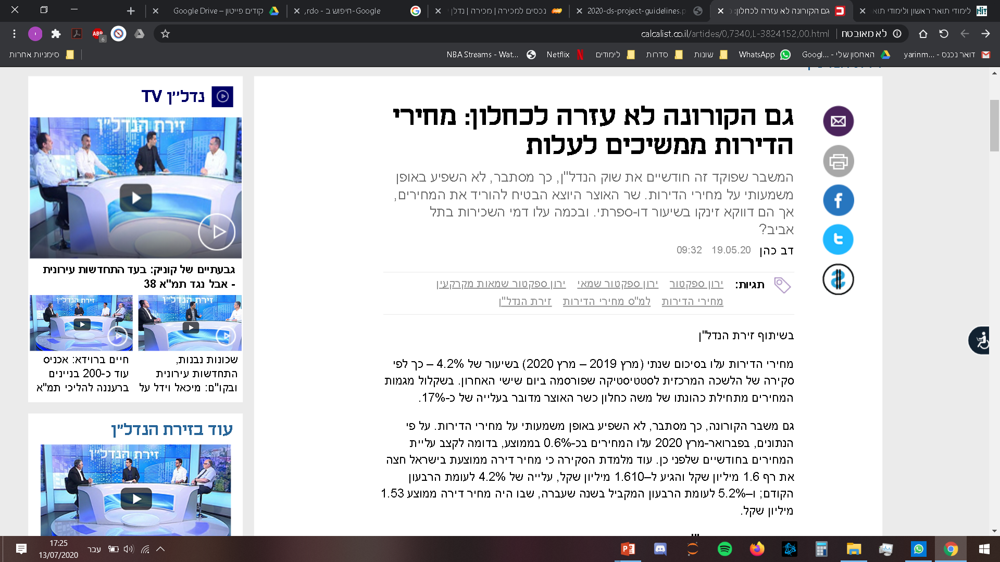 לימודי תואר ראשון ולימודי תוא
גם הקורונה לא עזרה לכחלון: כ
2020-ds-project-guidelines.p
נכסים למכירה | מכירה | נדלן
rdo - חיפוש ב-Google
קודים פייטון – Google Drive
calcalist.co.il/articles/0,7340,L-3824152,00.html
לא מאובטח
ABP
6
דואר נכנס - yarinm...
האחסון שלי - Googl...
WhatsApp
שונות
סדרות
לימודים
Netflix
NBA Streams - Wat...
סימניות אחרות
גם הקורונה לא עזרה לכחלון: מחירי
הדירות ממשיכים לעלות
המשבר שפוקד זה חודשיים את שוק הנדל"ן, כך מסתבר, לא השפיע באופן
משמעותי על מחירי הדירות. שר האוצר היוצא הבטיח להוריד את המחירים,
אך הם דווקא זינקו בשיעור דו-ספרתי. ובכמה עלו דמי השכירות בתל
אביב?
דב כהן 19.05.20 09:32
תגיות: ירון ספקטור ירון ספקטור שמאי ירון ספקטור שמאות מקרקעין
מחירי הדירות למ"ס מחירי הדירות זירת הנדל"ן
בשיתוף זירת הנדל"ן
מחירי הדירות עלו בסיכום שנתי (מרץ 2019 – מרץ 2020) בשיעור של 4.2% – כך לפי
סקירה של הלשכה המרכזית לסטטיסטיקה שפורסמה ביום שישי האחרון. בשקלול מגמות
המחירים מתחילת כהונתו של משה כחלון כשר האוצר מדובר בעלייה של כ-17%.
גם משבר הקורונה, כך מסתבר, לא השפיע באופן משמעותי על מחירי הדירות. על פי
הנתונים, בפברואר-מרץ 2020 עלו המחירים בכ-0.6% בממוצע, בדומה לקצב עליית
המחירים בחודשיים שלפני כן. עוד מלמדת הסקירה כי מחיר דירה ממוצעת בישראל חצה
את רף 1.6 מיליון שקל והגיע ל–1.610 מיליון שקל, עלייה של 4.2% לעומת הרבעון
הקודם; ו–5.2% לעומת הרבעון המקביל בשנה שעברה, שבו היה מחיר דירה ממוצע 1.53
מיליון שקל.
נדל"ן TV
זירת הנדל"ן
גבעתיים של קוניק: בעד התחדשות עירונית
- אבל נגד תמ"א 38
זירת הנדל"ן
זירת הנדל"ן
שכונות נבנות,
התחדשות עירונית
ובקו"ם: מיכאל וידל על
חיים ברוידא: אכניס
עוד כ-200 בניינים
ברעננה להליכי תמ"א
עוד בזירת הנדל"ן
זירת הנדל"ן
עבר
17:25
13/07/2020